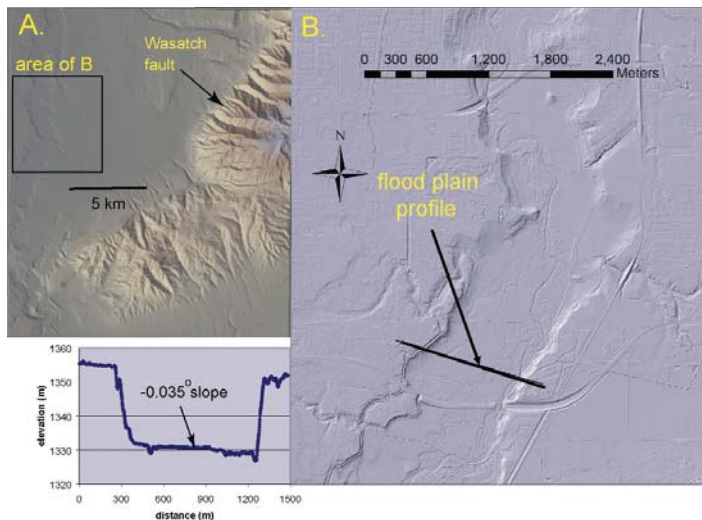 A.
Wasatch
fault
area of B
5 km
B.
0 300 600 1,200 1,800 2,400
Meters
N
flood plain
profile
1360
1350
1340
1330
1320
elevation (m)
-0.035° slope
0 300 600 900 1200 1500
distance (m)